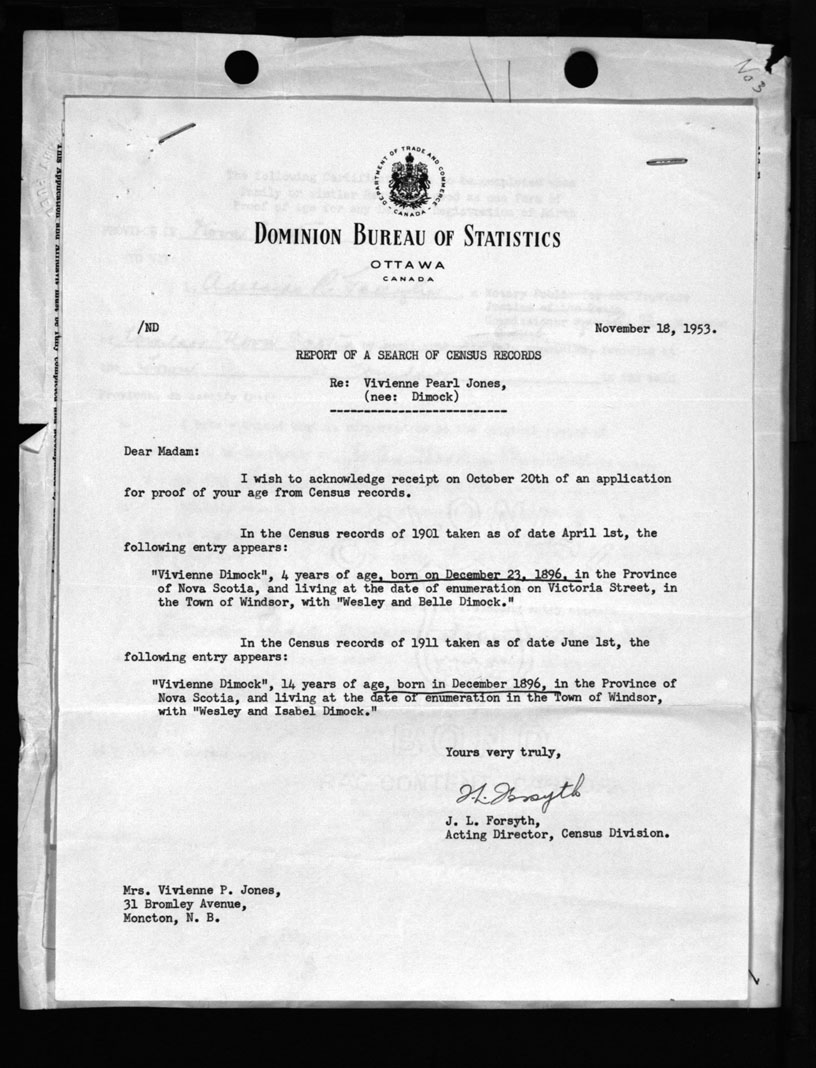 No 3
DEPARTMENT OF TRADE AND COMMERCE
CANADA
DOMINION BUREAU OF STATISTICS
OTTAWA
CANADA
/ND
November 18, 1953.
REPORT OF A SEARCH OF CENSUS RECORDS
Re: Vivienne Pearl Jones,
(nee: Dimock)
Dear Madam:
I wish to acknowledge receipt on October 20th of an application
for proof of your age from Census records.
In the Census records of 1901 taken as of date April 1st, the
following entry appears:
"Vivienne Dimock", 4 years of age, born on December 23, 1896, in the Province
of Nova Scotia, and living at the date of enumeration on Victoria Street, in
the Town of Windsor, with "Wesley and Belle Dimock."
In the Census records of 1911 taken as of date June 1st, the
following entry appears:
"Vivienne Dimock", 14 years of age, born in December 1896, in the Province of
Nova Scotia, and living at the date of enumeration in the Town of Windsor,
with "Wesley and Isabel Dimock."
Yours very truly,
J. L. Forsyth,
Acting Director, Census Division.
Mrs. Vivienne P. Jones,
31 Bromley Avenue,
Moncton, N. B.